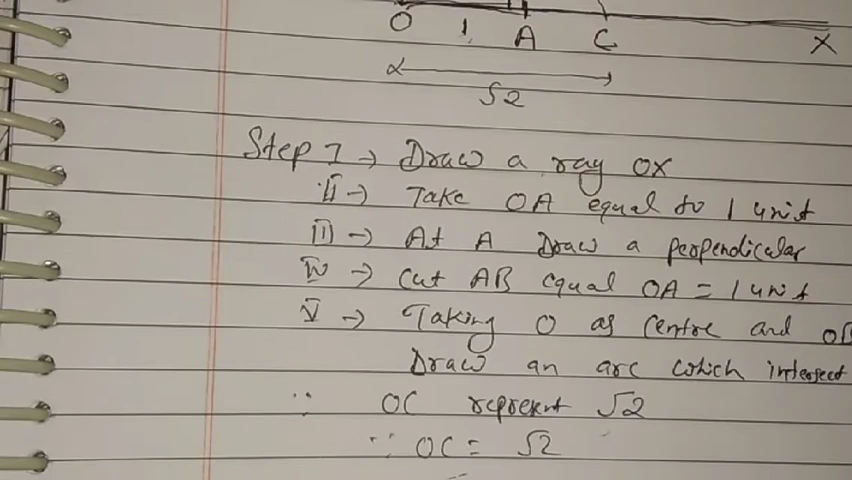 O 1 A C X
√2
Step I → Draw a ray OX
II → Take OA equal to 1 unit
III → At A Draw a perpendicular
IV → Cut AB equal OA = 1 unit
V → Taking O as Centre and OB
Draw an arc which intersect
∵ OC represent √2
∵ OC = √2